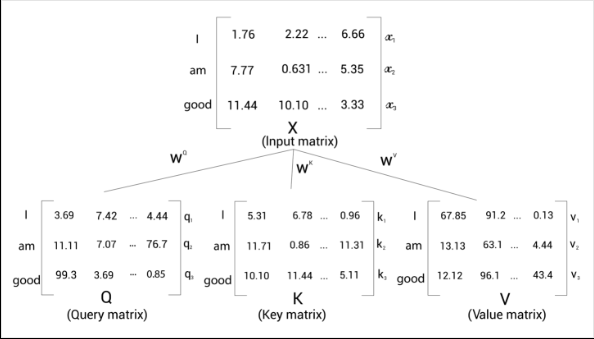 I 1.76 2.22 ... 6.66 x₁
am 7.77 0.631 ... 5.35 x₂
good 11.44 10.10 ... 3.33 x₃
X
(Input matrix)
W^Q W^K W^V
I 3.69 7.42 ... 4.44 q₁ I 5.31 6.78 ... 0.96 k₁ I 67.85 91.2 ... 0.13 v₁
am 11.11 7.07 ... 76.7 q₂ am 11.71 0.86 ... 11.31 k₂ am 13.13 63.1 ... 4.44 v₂
good 99.3 3.69 ... 0.85 q₃ good 10.10 11.44 ... 5.11 k₃ good 12.12 96.1 ... 43.4 v₃
Q K V
(Query matrix) (Key matrix) (Value matrix)